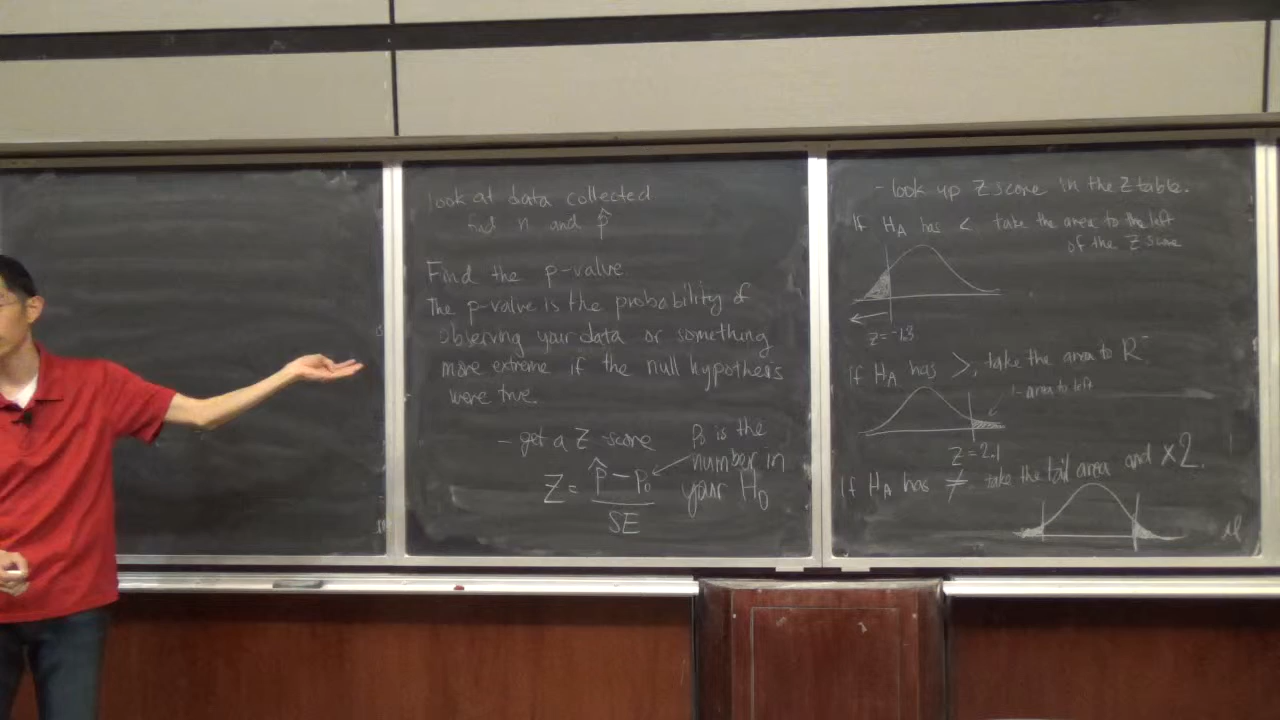 look at data collected
find n and p̂
Find the p-value
The p-value is the probability of
observing your data or something
more extreme if the null hypothesis
were true.
- get a Z-score
Z = p̂ - p₀ / SE
p₀ is the
number in
your H₀
- look up Z score in the Z table.
If Hₐ has < take the area to the left
of the Z score
Z = -1.3
If Hₐ has >, take the area to R
1-area to left
Z = 2.1
If Hₐ has ≠ take the tail area and ×2.